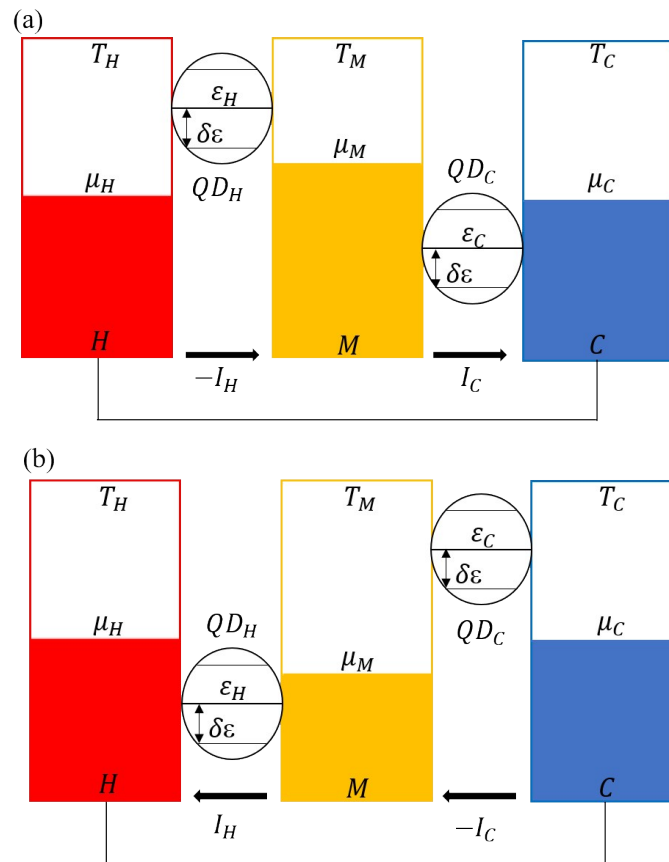 (a)
T_H T_M T_C
ε_H
δε
μ_H μ_M μ_C
QD_H QD_C
ε_C
δε
H M C
−I_H I_C
(b)
T_H T_M T_C
ε_C
δε
μ_H QD_H μ_M QD_C μ_C
ε_H
δε
H M C
I_H −I_C